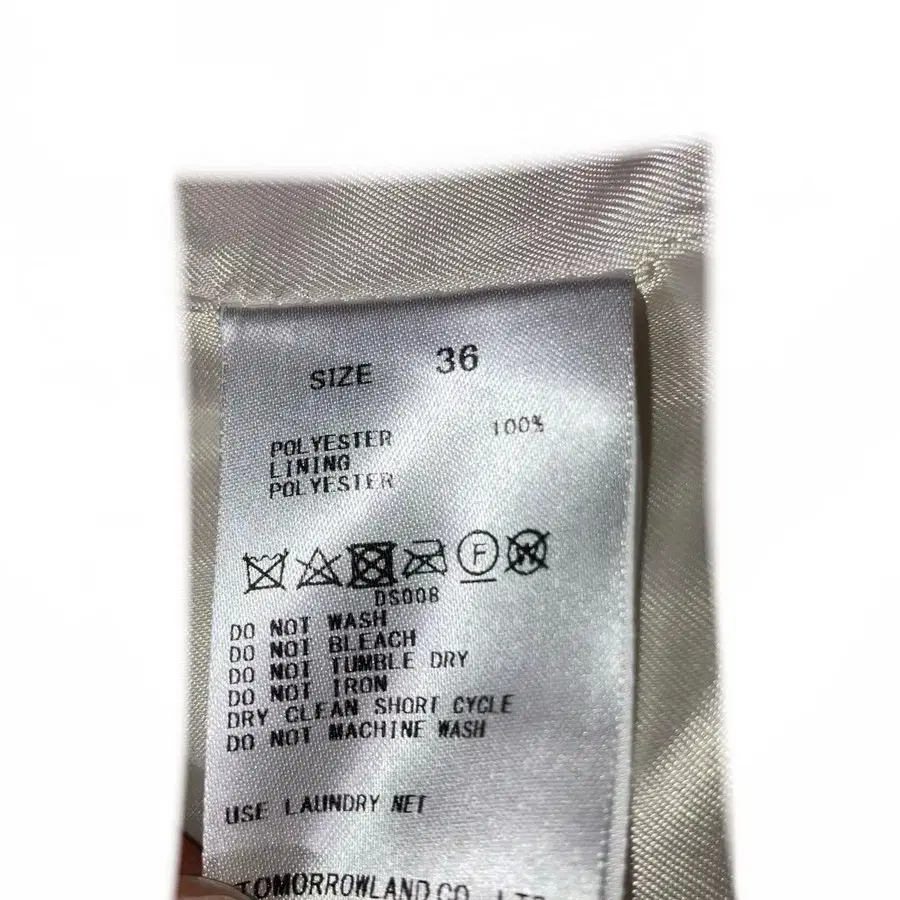 SIZE 36
POLYESTER 100%
LINING
POLYESTER
F W
DS008
DO NOT WASH
DO NOT BLEACH
DO NOT TUMBLE DRY
DO NOT IRON
DRY CLEAN SHORT CYCLE
DO NOT MACHINE WASH
USE LAUNDRY NET
TOMORROWLAND CO., LTD